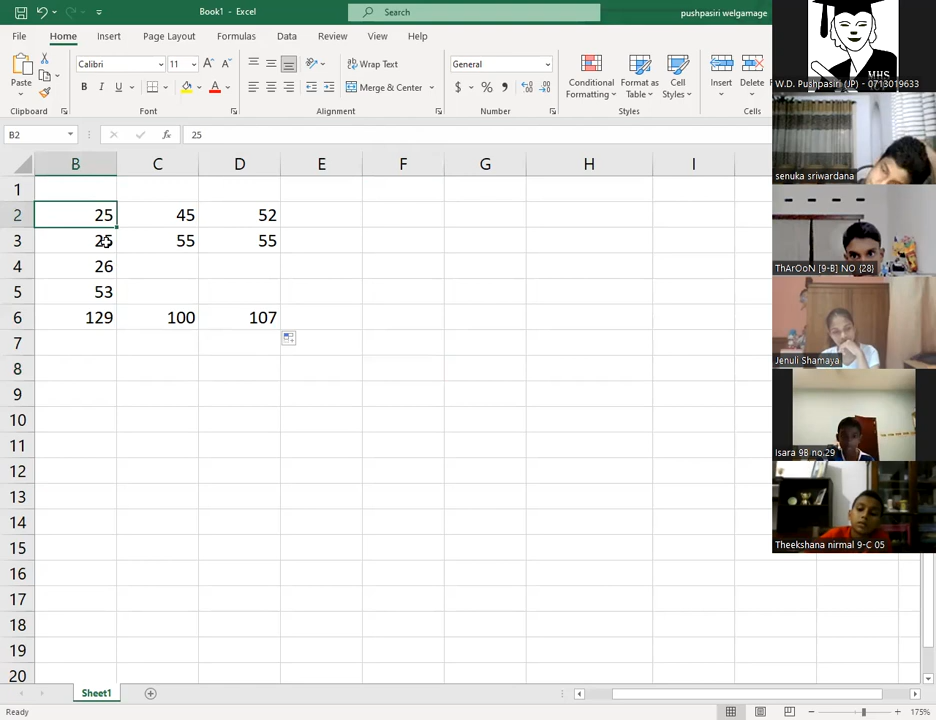 Book1 - Excel
Search
pushpasiri welgamage
File Home Insert Page Layout Formulas Data Review View Help
Paste
Calibri 11
Wrap Text
Merge & Center
General
Conditional Formatting
Format as Table
Cell Styles
Insert
Delete
Clipboard Font Alignment Number Styles Cells
B2 fx 25
B C D E F G H I
1
2 25 45 52
3 25 55 55
4 26
5 53
6 129 100 107
7
8
9
10
11
12
13
14
15
16
17
18
19
20
Sheet1
Ready
175%
MHS
W.D. Pushpasiri (JP) - 0713019633
senuka sriwardana
ThArOoN [9-B] NO {28}
Jenuli Shamaya
Isara 9B no.29
Theekshana nirmal 9-C 05